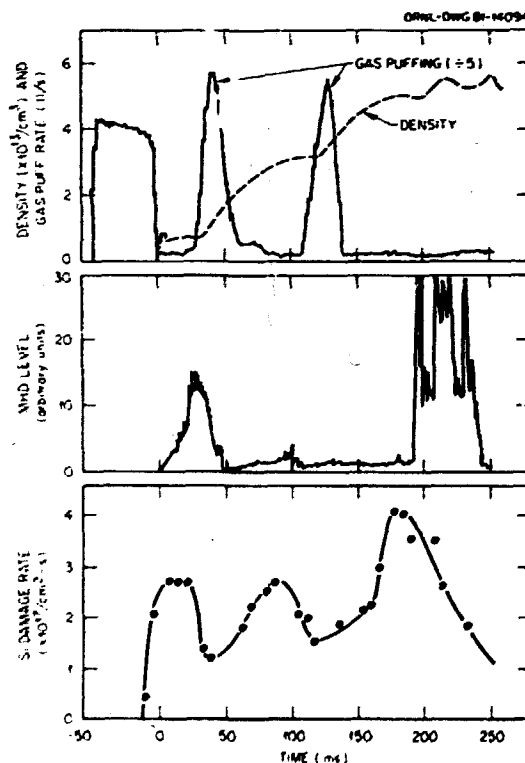 ORNL-DWG 81-14094
DENSITY (×10¹³/cm³) AND
GAS PUFF RATE (Tl/s)
6
4
2
0
GAS PUFFING (÷5)
DENSITY
MHD LEVEL
(arbitrary units)
30
20
10
0
Si DAMAGE RATE
4
3
2
1
0
-50 0 50 100 150 200 250
TIME (ms)